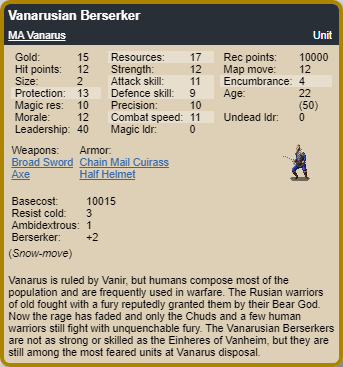 Vanarusian Berserker
MA Vanarus Unit
Gold: 15 Resources: 17 Rec points: 10000
Hit points: 12 Strength: 12 Map move: 12
Size: 2 Attack skill: 11 Encumbrance: 4
Protection: 13 Defence skill: 9 Age: 22
Magic res: 10 Precision: 10 (50)
Morale: 12 Combat speed: 11 Undead ldr: 0
Leadership: 40 Magic ldr: 0
Weapons: Armor:
Broad Sword Chain Mail Cuirass
Axe Half Helmet
Basecost: 10015
Resist cold: 3
Ambidextrous: 1
Berserker: +2
(Snow-move)
Vanarus is ruled by Vanir, but humans compose most of the
population and are frequently used in warfare. The Rusian warriors
of old fought with a fury reputedly granted them by their Bear God.
Now the rage has faded and only the Chuds and a few human
warriors still fight with unquenchable fury. The Vanarusian Berserkers
are not as strong or skilled as the Einheres of Vanheim, but they are
still among the most feared units at Vanarus disposal.